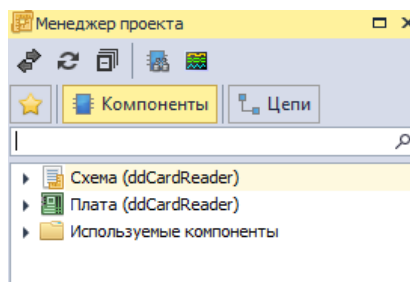 Менеджер проекта
Компоненты Цепи
Схема (ddCardReader)
Плата (ddCardReader)
Используемые компоненты